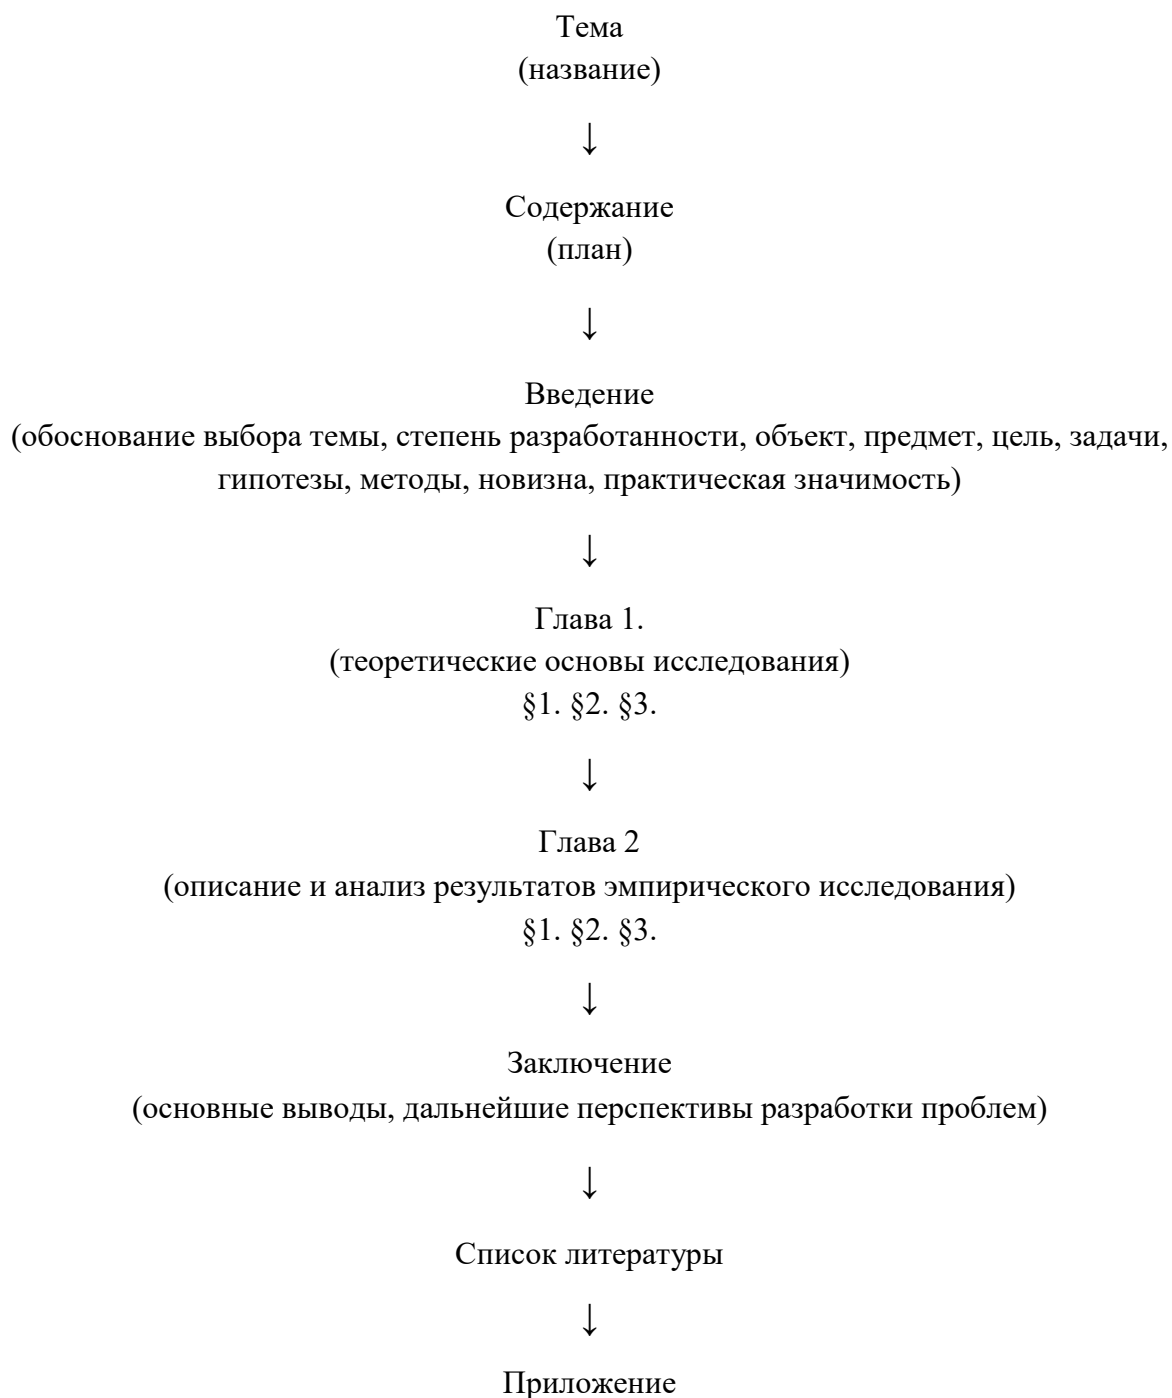 Тема
(название)
↓
Содержание
(план)
↓
Введение
(обоснование выбора темы, степень разработанности, объект, предмет, цель, задачи,
гипотезы, методы, новизна, практическая значимость)
↓
Глава 1.
(теоретические основы исследования)
§1. §2. §3.
↓
Глава 2
(описание и анализ результатов эмпирического исследования)
§1. §2. §3.
↓
Заключение
(основные выводы, дальнейшие перспективы разработки проблем)
↓
Список литературы
↓
Приложение